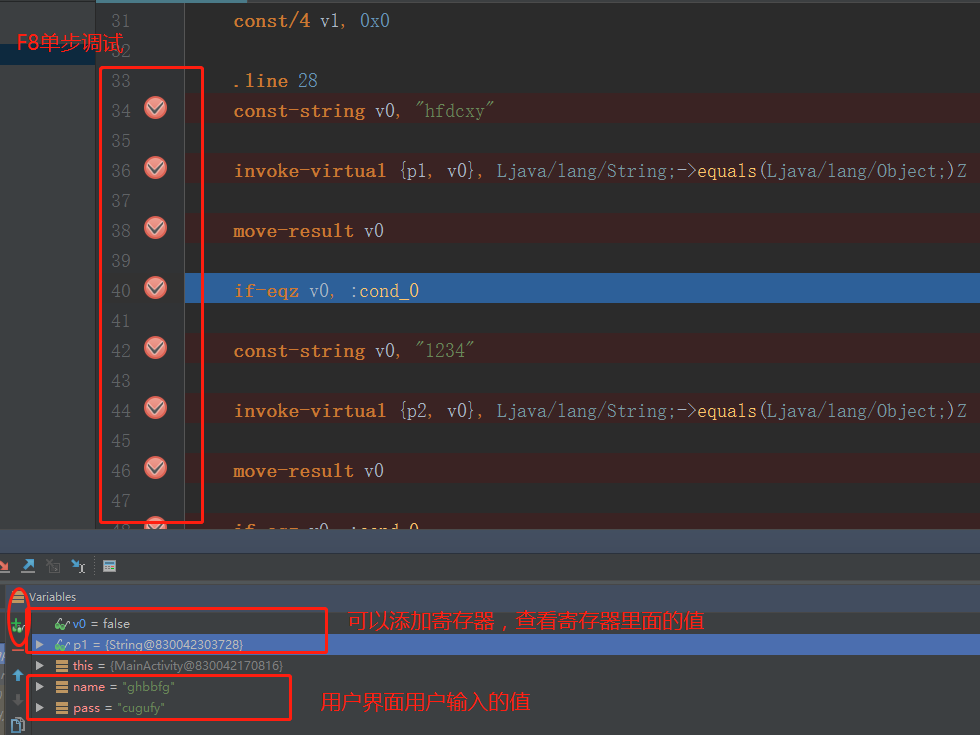 31 const/4 v1, 0x0
F8单步调试
32
33 .line 28
34 const-string v0, "hfdcxy"
35
36 invoke-virtual {p1, v0}, Ljava/lang/String;->equals(Ljava/lang/Object;)Z
37
38 move-result v0
39
40 if-eqz v0, :cond_0
41
42 const-string v0, "1234"
43
44 invoke-virtual {p2, v0}, Ljava/lang/String;->equals(Ljava/lang/Object;)Z
45
46 move-result v0
47
48 if-eqz v0, :cond_0
Variables
v0 = false
可以添加寄存器，查看寄存器里面的值
p1 = {String@830042303728}
this = {MainActivity@830042170816}
name = "ghbbfg"
用户界面用户输入的值
pass = "cugufy"